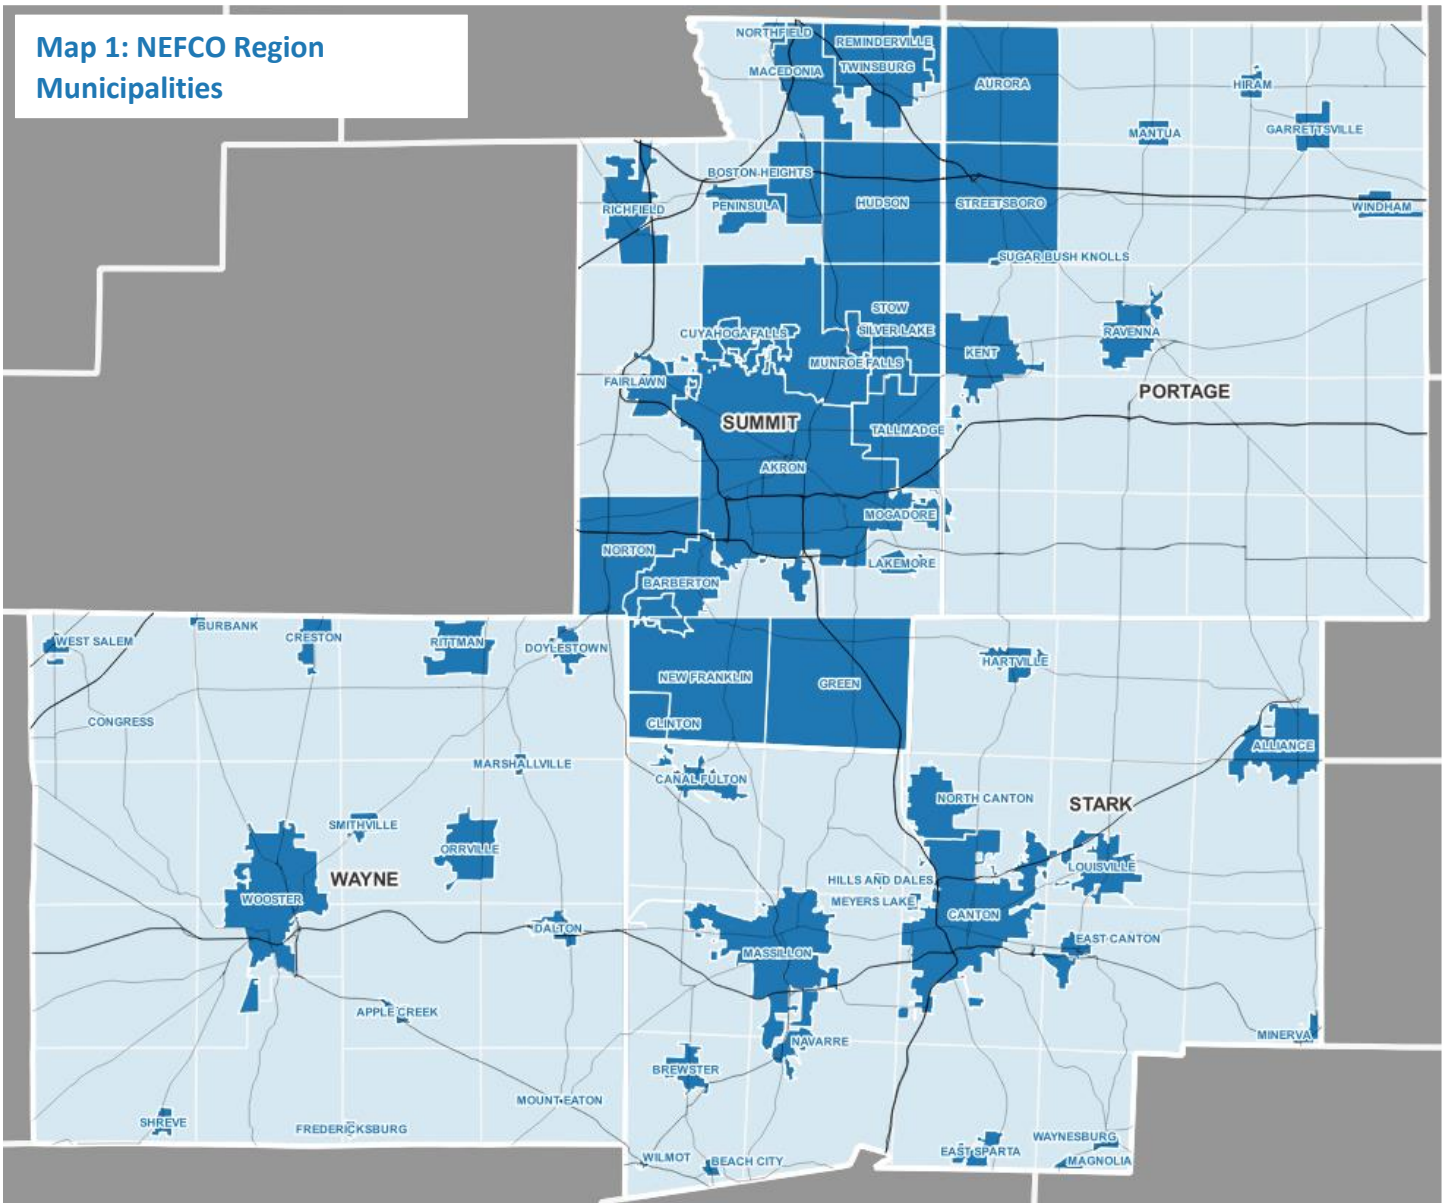 Map 1: NEFCO Region
Municipalities
NORTHFIELD
REMINDERVILLE
MACEDONIA
TWINSBURG
AURORA
HIRAM
MANTUA
GARRETTSVILLE
BOSTON HEIGHTS
RICHFIELD
PENINSULA
HUDSON
STREETSBORO
WINDHAM
SUGAR BUSH KNOLLS
STOW
CUYAHOGA FALLS
SILVER LAKE
RAVENNA
MUNROE FALLS
KENT
FAIRLAWN
PORTAGE
SUMMIT
TALLMADGE
AKRON
MOGADORE
NORTON
LAKEMORE
BARBERTON
WEST SALEM
BURBANK
CRESTON
RITTMAN
DOYLESTOWN
HARTVILLE
NEW FRANKLIN
GREEN
CONGRESS
CLINTON
ALLIANCE
MARSHALLVILLE
CANAL FULTON
NORTH CANTON
STARK
SMITHVILLE
ORRVILLE
LOUISVILLE
WAYNE
HILLS AND DALES
WOOSTER
MEYERS LAKE
CANTON
DALTON
EAST CANTON
MASSILLON
APPLE CREEK
MINERVA
NAVARRE
BREWSTER
MOUNT EATON
SHREVE
FREDERICKSBURG
WAYNESBURG
EAST SPARTA
WILMOT
BEACH CITY
MAGNOLIA